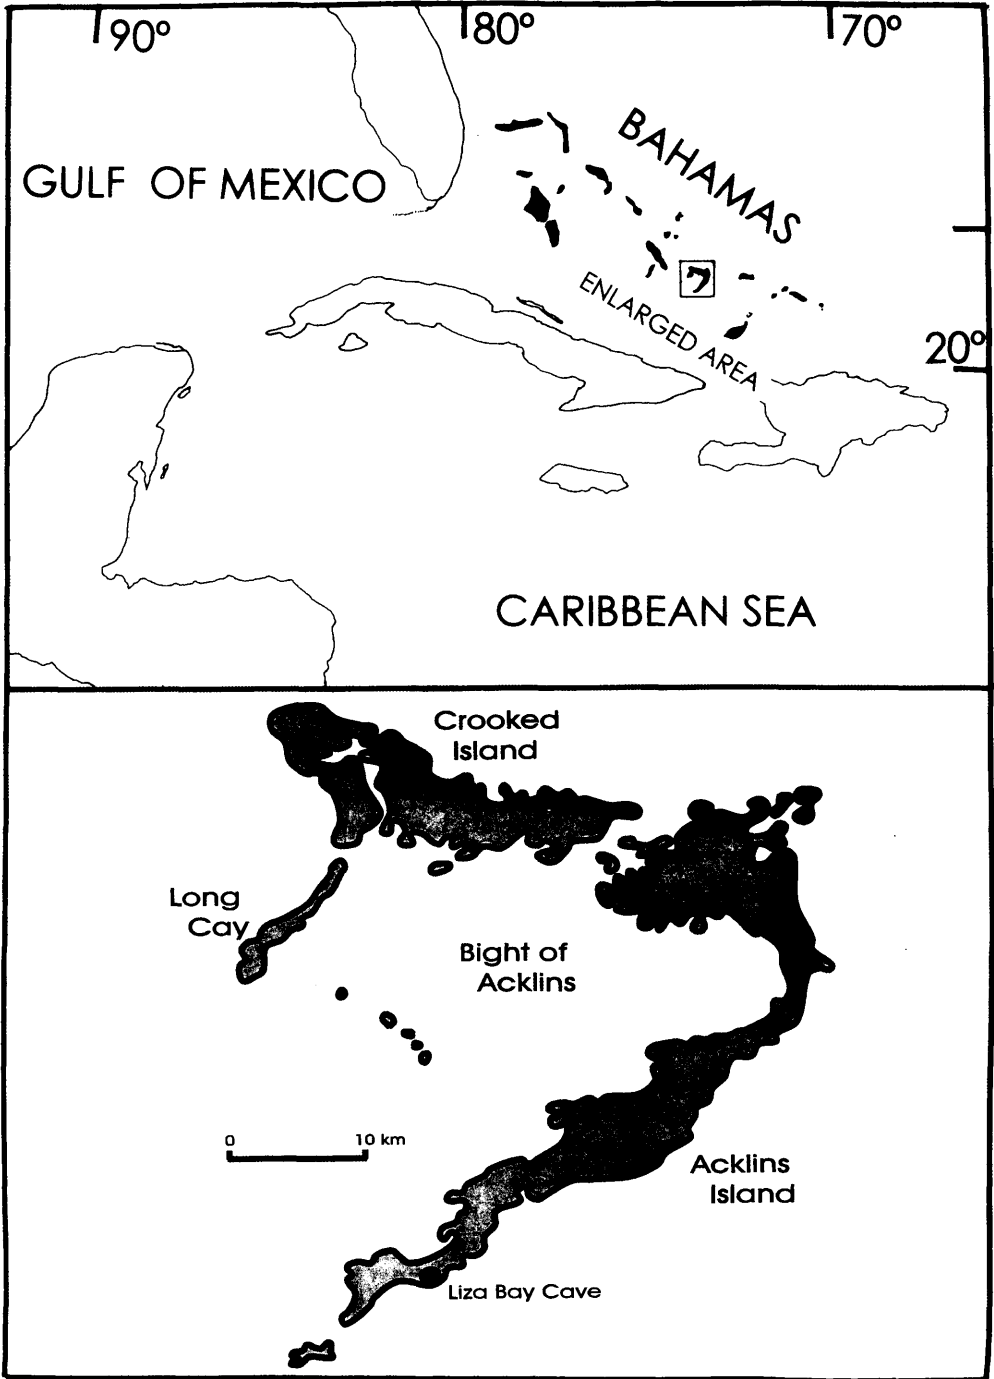 90° 80° 70°
BAHAMAS
GULF OF MEXICO
ENLARGED AREA
20°
CARIBBEAN SEA
Crooked
Island
Long
Cay
Bight of
Acklins
0 10 km
Acklins
Island
Liza Bay Cave